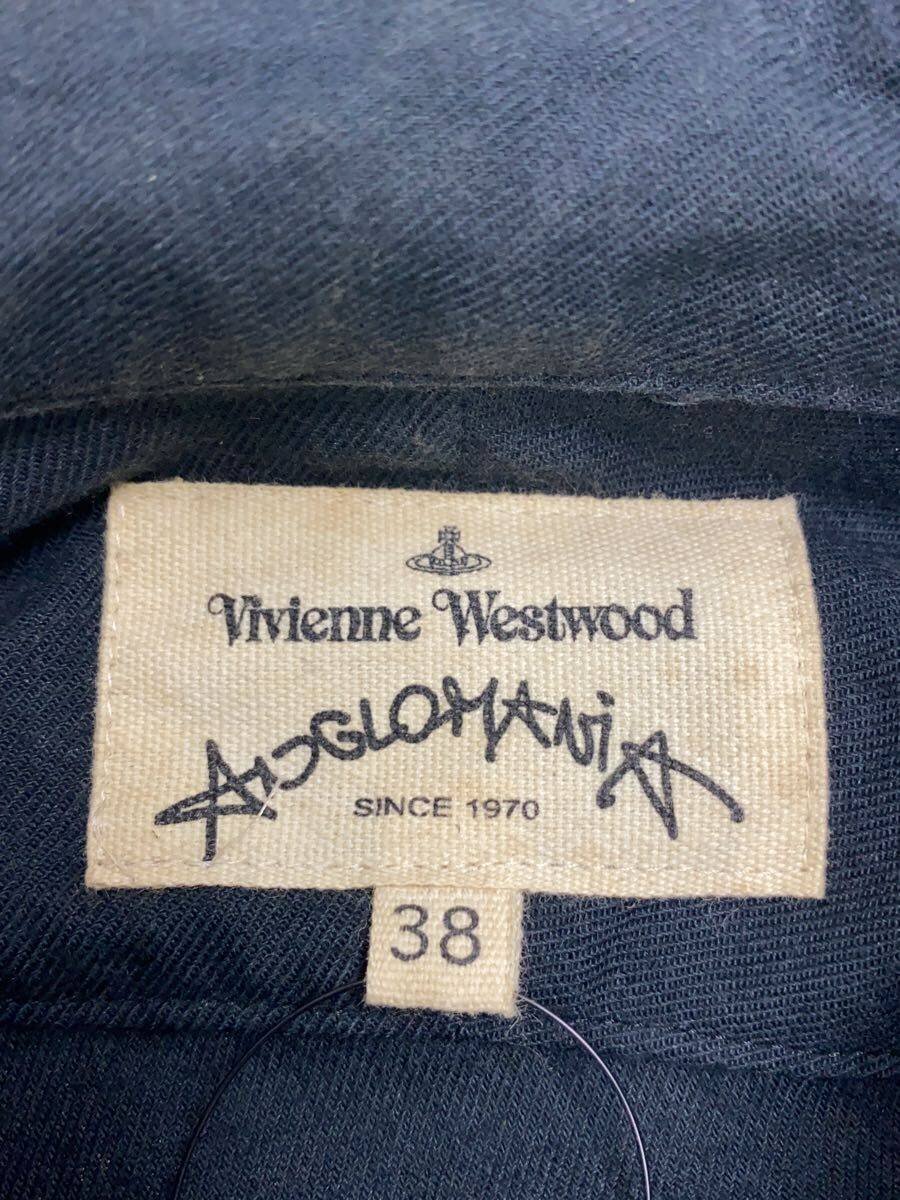 Vivienne Westwood
ANGLOMANiA
SINCE 1970
38